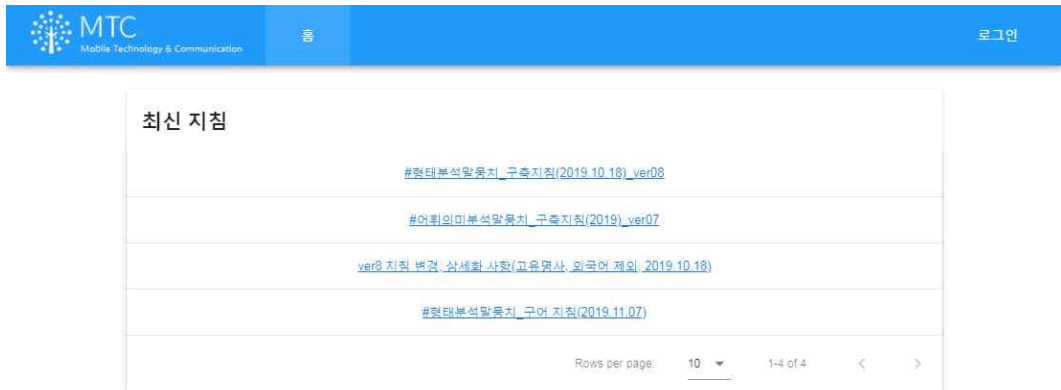 MTC
Mobile Technology & Communication
홈
로그인
최신 지침
#형태분석말뭉치_구축지침(2019.10.18)_ver08
#어휘의미분석말뭉치_구축지침(2019)_ver07
ver8 지침 변경, 상세화 사항(고유명사, 외국어 제외, 2019.10.18)
#형태분석말뭉치_구어 지침(2019.11.07)
Rows per page: 10 1-4 of 4